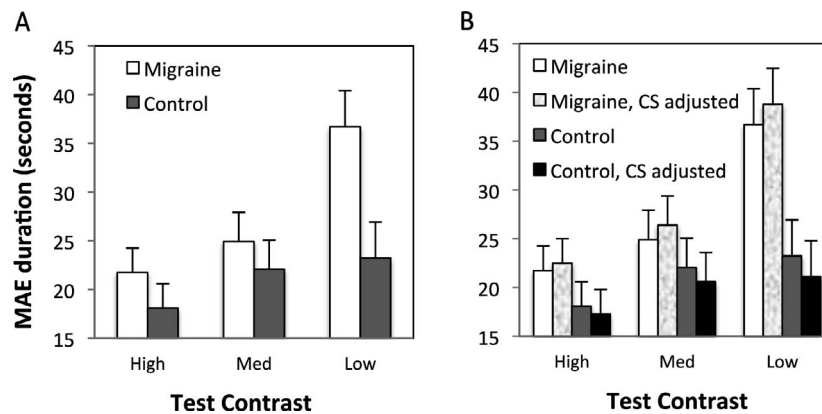 A
MAE duration (seconds)
45
40
35
30
25
20
15
Migraine
Control
High Med Low
Test Contrast
B
45
40
35
30
25
20
15
Migraine
Migraine, CS adjusted
Control
Control, CS adjusted
High Med Low
Test Contrast